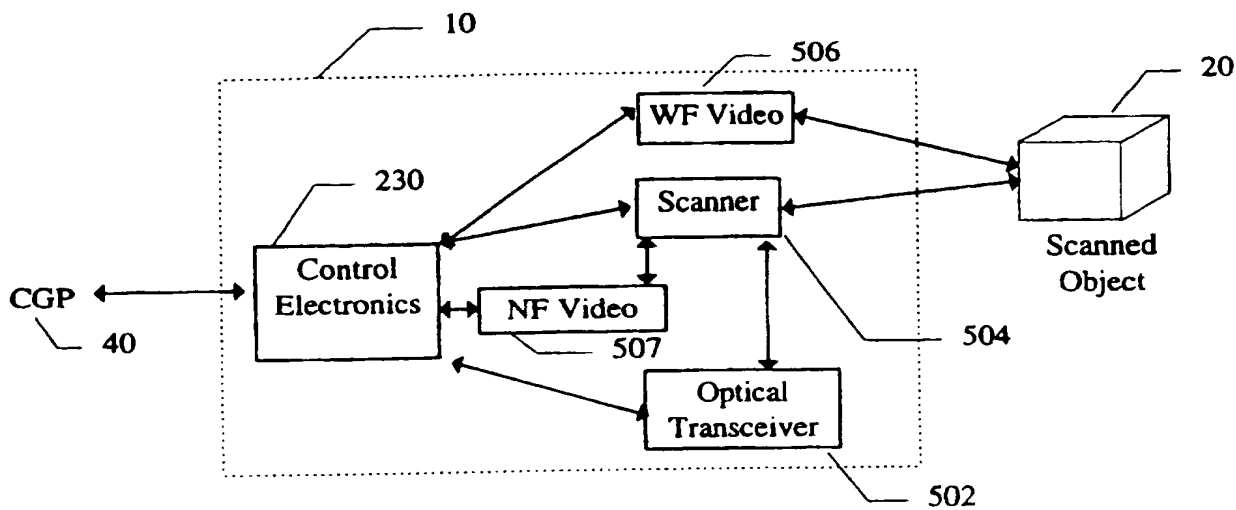 10
506
20
WF Video
230
Scanner
Control
Electronics
Scanned
Object
CGP
NF Video
40
507
504
Optical
Transceiver
502